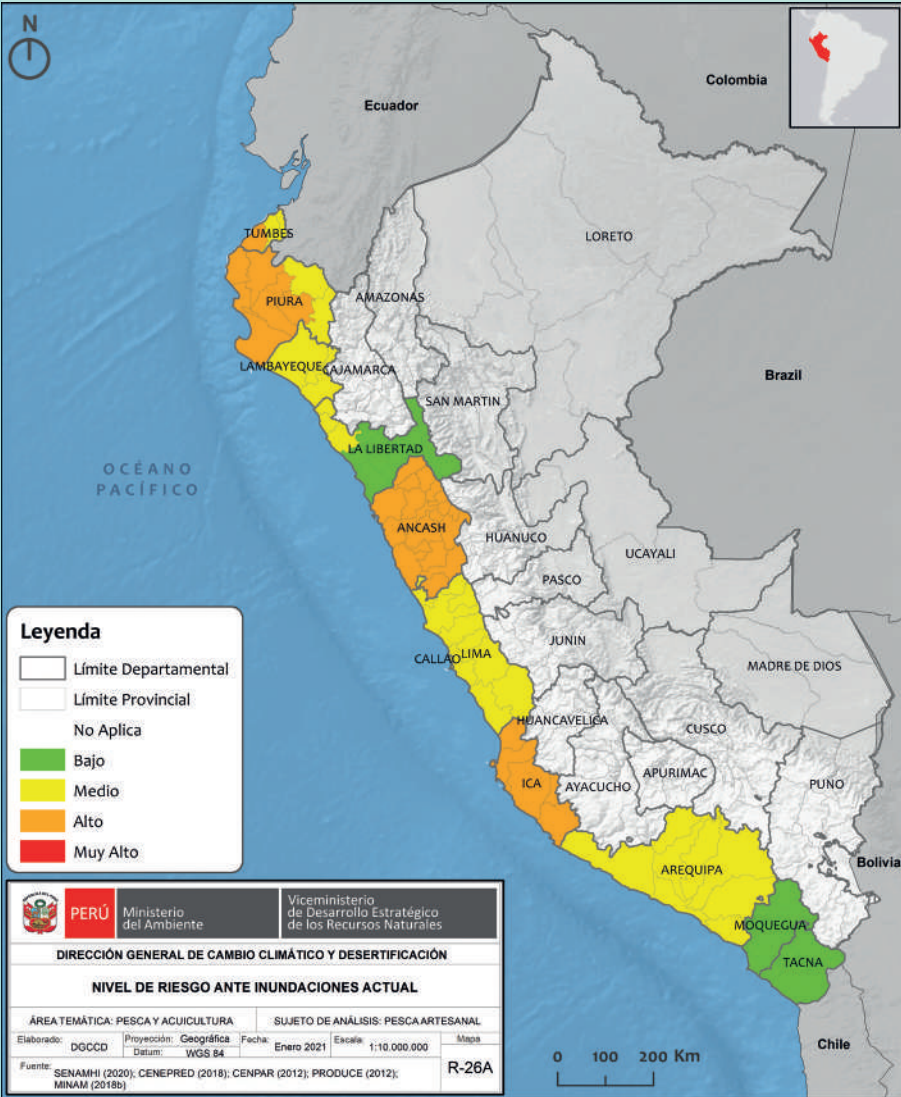 N
Colombia
Ecuador
LORETO
TUMBES
PIURA
AMAZONAS
LAMBAYEQUE
CAJAMARCA
SAN MARTIN
Brazil
LA LIBERTAD
OCÉANO
PACÍFICO
ANCASH
HUANUCO
UCAYALI
PASCO
JUNIN
CALLAO
LIMA
MADRE DE DIOS
HUANCAVELICA
CUSCO
ICA
AYACUCHO
APURIMAC
PUNO
Bolivia
AREQUIPA
MOQUEGUA
TACNA
Chile
Leyenda
Límite Departamental
Límite Provincial
No Aplica
Bajo
Medio
Alto
Muy Alto
PERÚ
Ministerio
del Ambiente
Viceministerio
de Desarrollo Estratégico
de los Recursos Naturales
DIRECCIÓN GENERAL DE CAMBIO CLIMÁTICO Y DESERTIFICACIÓN
NIVEL DE RIESGO ANTE INUNDACIONES ACTUAL
ÁREA TEMÁTICA: PESCA Y ACUICULTURA SUJETO DE ANÁLISIS: PESCA ARTESANAL
Elaborado: DGCCD
Proyección: Geográfica
Datum: WGS 84
Fecha: Enero 2021
Escala: 1:10.000.000
Mapa
R-26A
Fuente: SENAMHI (2020); CENEPRED (2018); CENPAR (2012); PRODUCE (2012);
MINAM (2018b)
0 100 200 Km